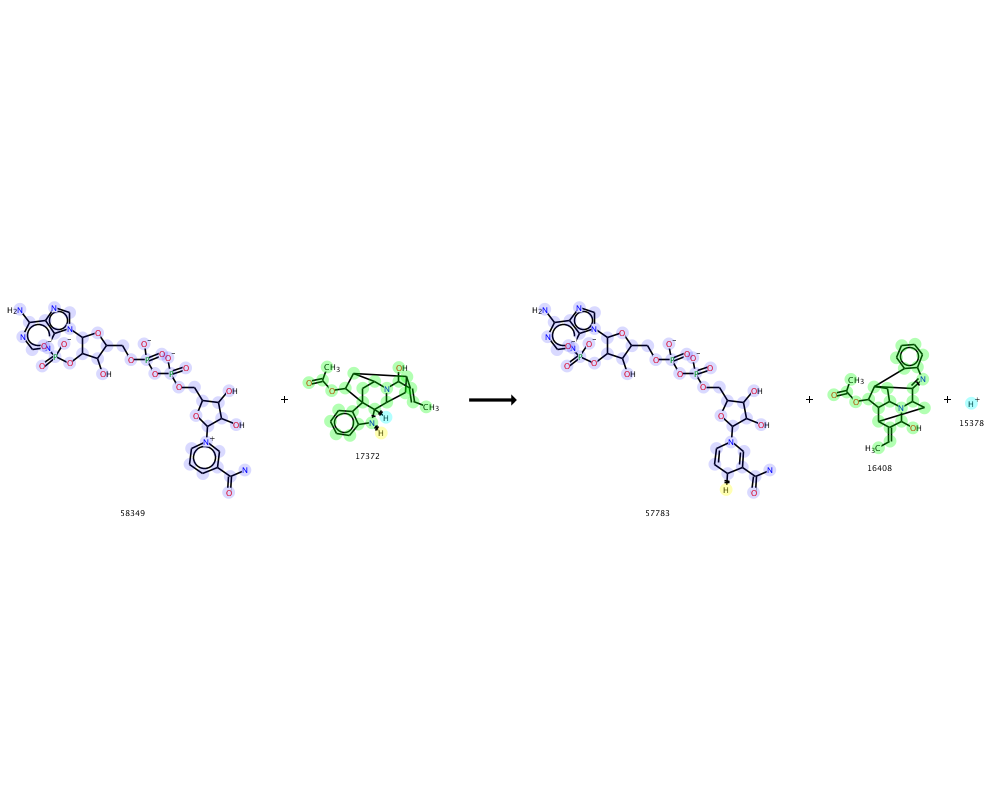 H₂N N N N N O O⁻ O⁻ P O O OH O O⁻ P O O O⁻ P O O O OH OH N⁺ N O
58349
+
CH₃ O O OH N CH₃ H N H
17372
H₂N N N N N O O⁻ P O O OH O O⁻ P O O O⁻ P O O O OH OH N N O H
57783
+
CH₃ O O N N OH H₃C
16408
+
H⁺
15378